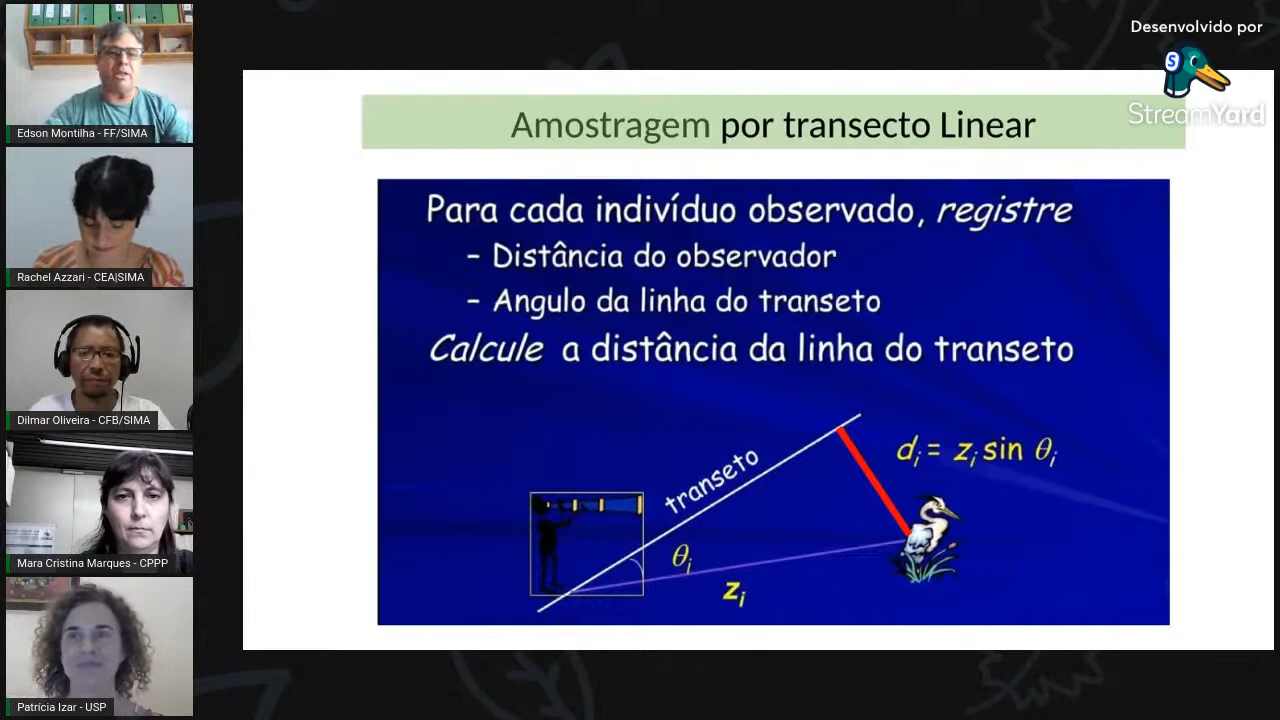 Desenvolvido por
StreamYard
Amostragem por transecto Linear
Para cada indivíduo observado, registre
- Distância do observador
- Angulo da linha do transeto
Calcule a distância da linha do transeto
transeto
dᵢ = zᵢ sin θᵢ
θᵢ
zᵢ
Edson Montilha - FF/SIMA
Rachel Azzari - CEA|SIMA
Dilmar Oliveira - CFB/SIMA
Mara Cristina Marques - CPPP
Patrícia Izar - USP